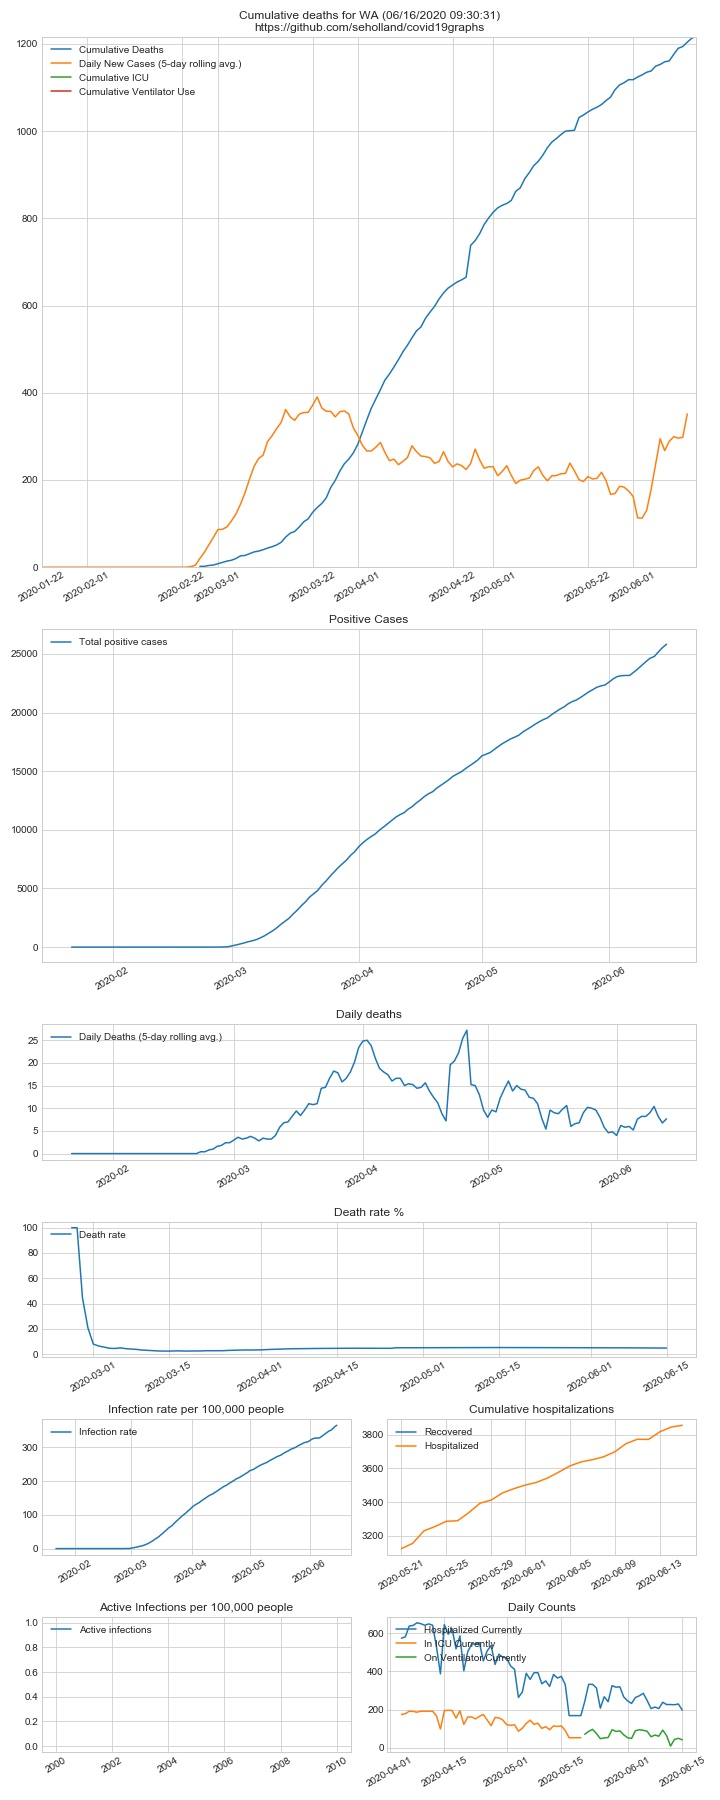 Cumulative deaths for WA (06/16/2020 09:30:31)
https://github.com/seholland/covid19graphs
Cumulative Deaths
Daily New Cases (5-day rolling avg.)
Cumulative ICU
Cumulative Ventilator Use
1200
1000
800
600
400
200
0
2020-01-22 2020-02-01 2020-02-22 2020-03-01 2020-03-22 2020-04-01 2020-04-22 2020-05-01 2020-05-22 2020-06-01
Positive Cases
Total positive cases
25000
20000
15000
10000
5000
0
2020-02 2020-03 2020-04 2020-05 2020-06
Daily deaths
Daily Deaths (5-day rolling avg.)
25
20
15
10
5
0
2020-02 2020-03 2020-04 2020-05 2020-06
Death rate %
Death rate
100
80
60
40
20
0
2020-03-01 2020-03-15 2020-04-01 2020-04-15 2020-05-01 2020-05-15 2020-06-01 2020-06-15
Infection rate per 100,000 people
Infection rate
300
200
100
0
2020-02 2020-03 2020-04 2020-05 2020-06
Cumulative hospitalizations
Recovered
Hospitalized
3800
3600
3400
3200
2020-05-21 2020-05-25 2020-05-29 2020-06-01 2020-06-05 2020-06-09 2020-06-13
Active Infections per 100,000 people
Active infections
1.0
0.8
0.6
0.4
0.2
0.0
2000 2002 2004 2006 2008 2010
Daily Counts
Hospitalized Currently
In ICU Currently
On Ventilator Currently
600
400
200
0
2020-04-01 2020-04-15 2020-05-01 2020-05-15 2020-06-01 2020-06-15